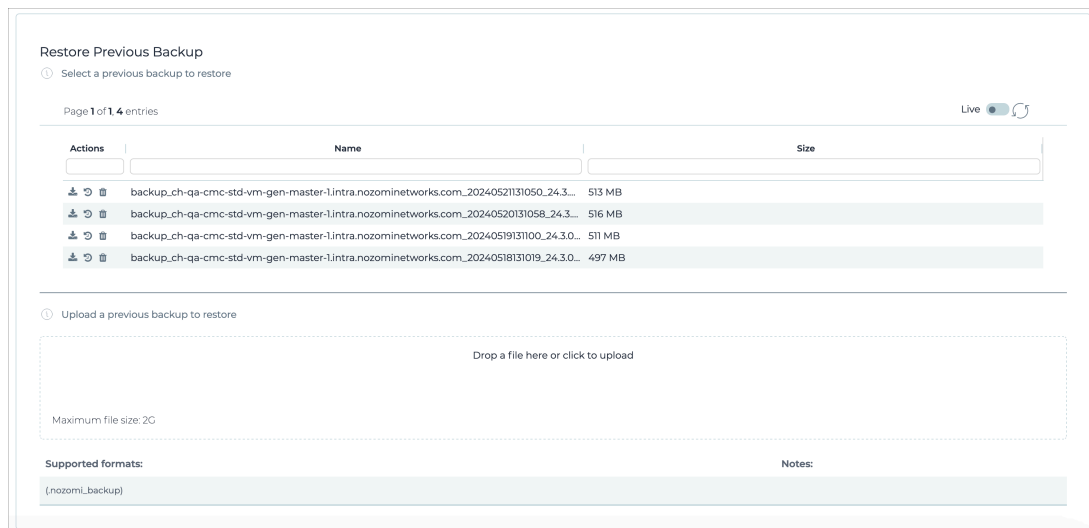 Restore Previous Backup
Select a previous backup to restore
Page 1 of 1, 4 entries
Live
Actions Name Size
backup_ch-qa-cmc-std-vm-gen-master-1.intra.nozominetworks.com_20240521131050_24.3.... 513 MB
backup_ch-qa-cmc-std-vm-gen-master-1.intra.nozominetworks.com_20240520131058_24.3.... 516 MB
backup_ch-qa-cmc-std-vm-gen-master-1.intra.nozominetworks.com_20240519131100_24.3.0... 511 MB
backup_ch-qa-cmc-std-vm-gen-master-1.intra.nozominetworks.com_20240518131019_24.3.0... 497 MB
Upload a previous backup to restore
Drop a file here or click to upload
Maximum file size: 2G
Supported formats: Notes:
(.nozomi_backup)